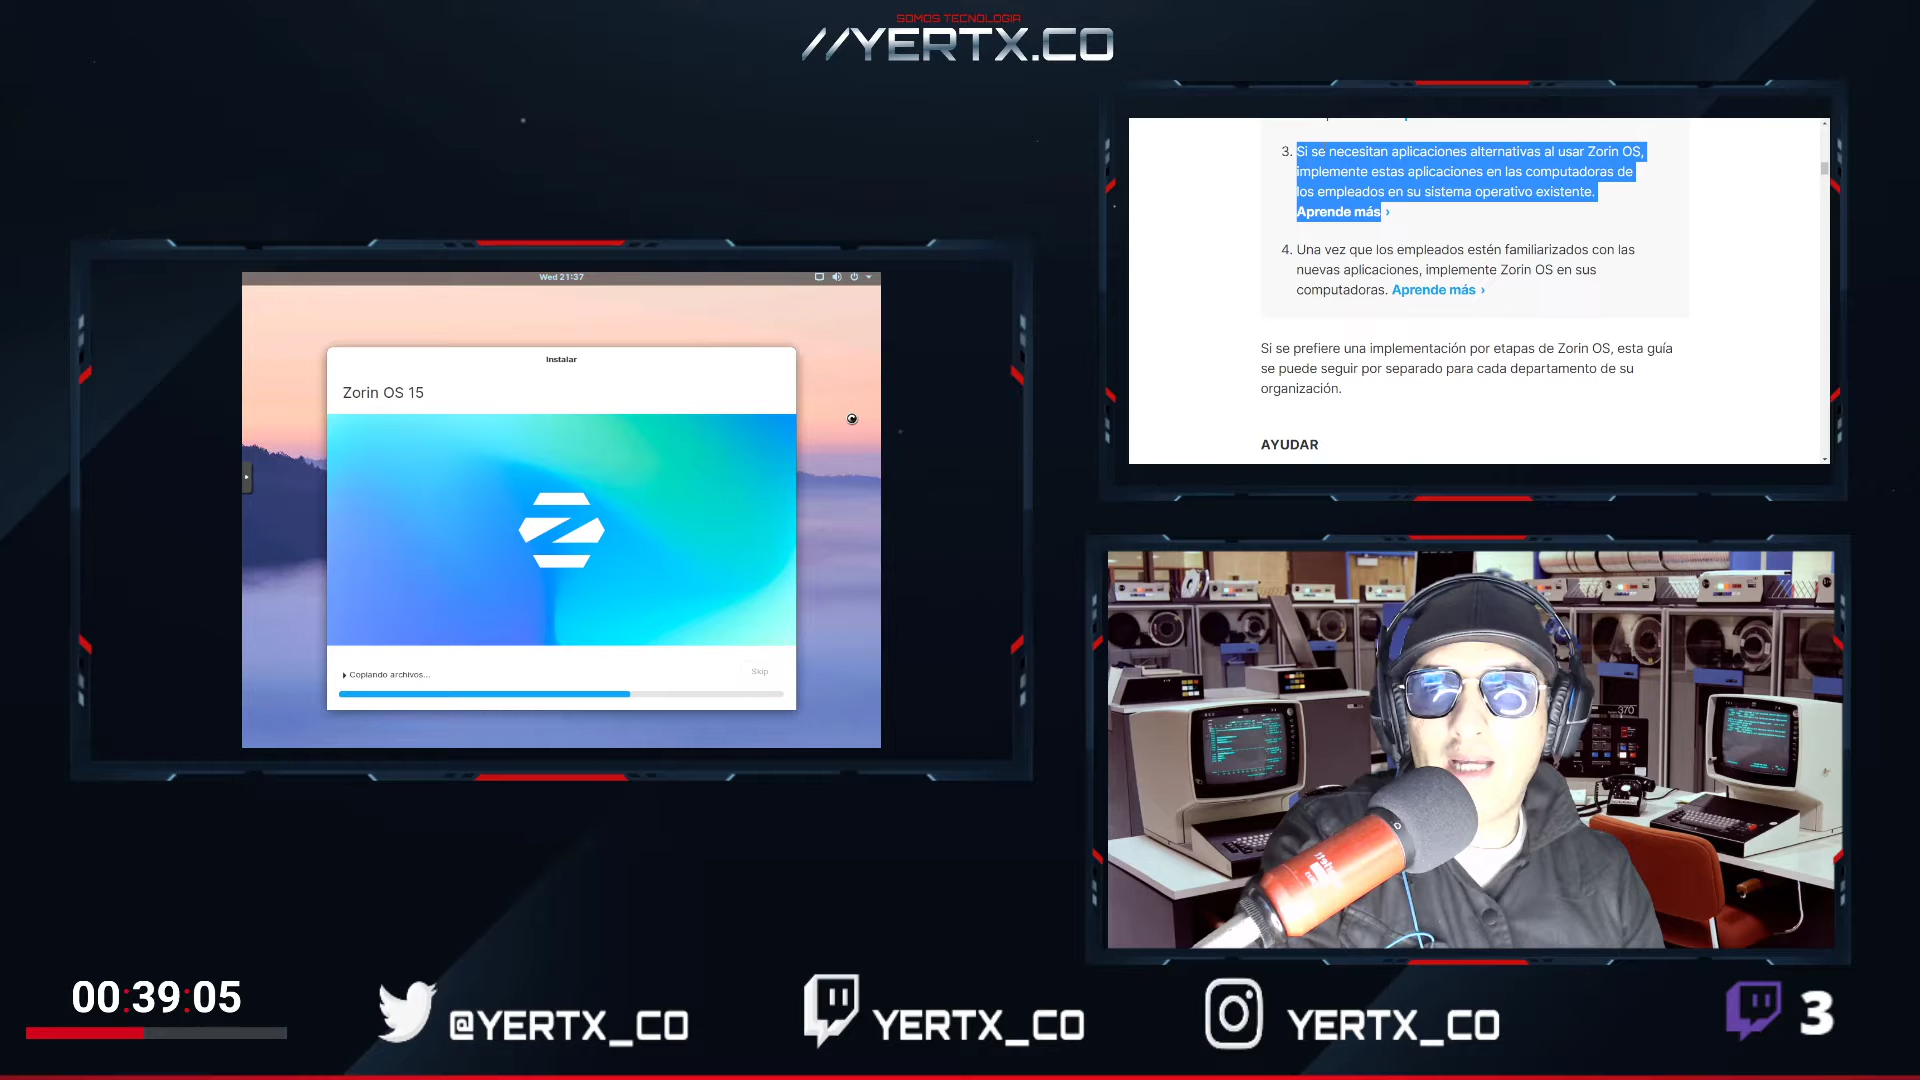 SOMOS TECNOLOGIA
//YERTX.CO
3. Si se necesitan aplicaciones alternativas al usar Zorin OS,
implemente estas aplicaciones en las computadoras de
los empleados en su sistema operativo existente.
Aprende más ›
4. Una vez que los empleados estén familiarizados con las
nuevas aplicaciones, implemente Zorin OS en sus
computadoras. Aprende más ›
Si se prefiere una implementación por etapas de Zorin OS, esta guía
se puede seguir por separado para cada departamento de su
organización.
AYUDAR
Wed 21:37
Instalar
Zorin OS 15
Copiando archivos...
Skip
370
00:39:05
@YERTX_CO
YERTX_CO
YERTX_CO
3